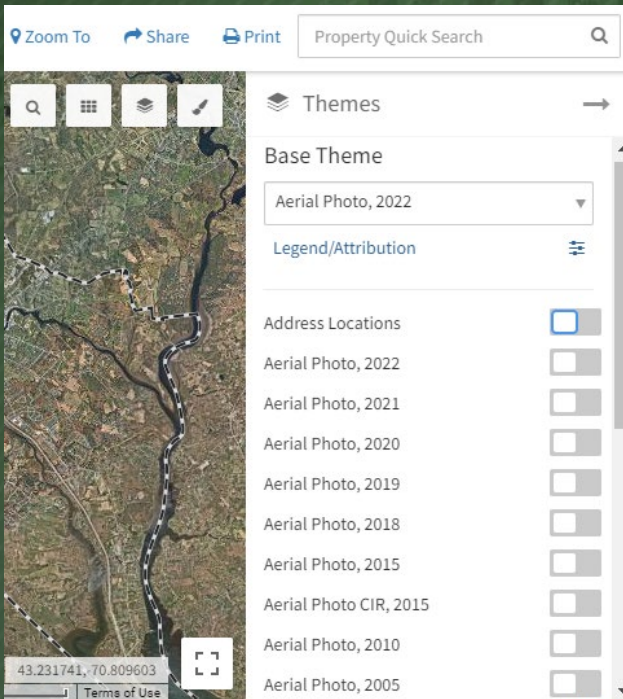 Zoom To Share Print Property Quick Search
Themes
Base Theme
Aerial Photo, 2022
Legend/Attribution
Address Locations
Aerial Photo, 2022
Aerial Photo, 2021
Aerial Photo, 2020
Aerial Photo, 2019
Aerial Photo, 2018
Aerial Photo, 2015
Aerial Photo CIR, 2015
Aerial Photo, 2010
Aerial Photo, 2005
43.231741, -70.809603
Terms of Use